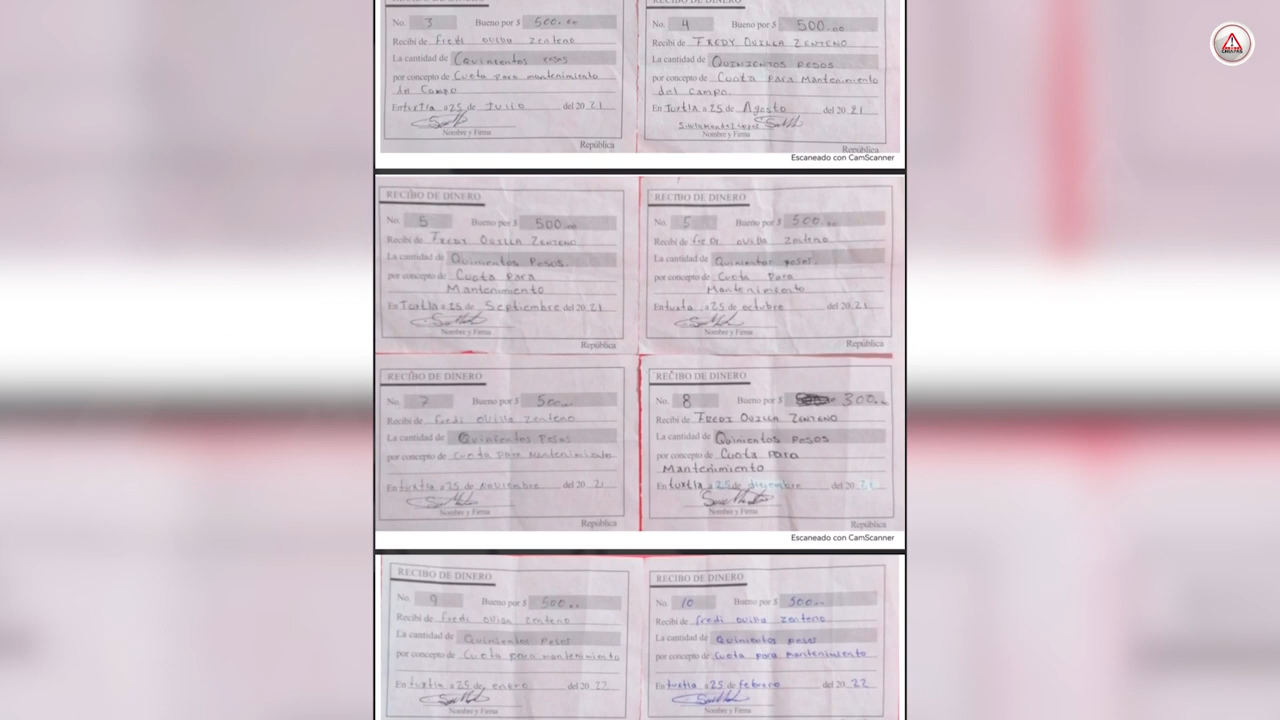 No. 3 Bueno por $ 500.00
Recibí de Fredi ovilla zenteno
La cantidad de Quinientos pesos
por concepto de Cuota para mantenimiento
de Campo
En tuxtla a 25 de Julio del 20 21
Nombre y Firma
República
No. 4 Bueno por $ 500.00
Recibí de FREDY OVILLA ZENTENO
La cantidad de QUINIENTOS PESOS
por concepto de Cuota PARA Mantenimiento
del Campo.
En Tuxtla a 25 de Agosto del 20 21
Nombre y Firma
República
Escaneado con CamScanner
RECIBO DE DINERO
No. 5 Bueno por $ 500.00
Recibí de FREDY OVILLA ZENTENO
La cantidad de Quinientos Pesos.
por concepto de Cuota Para
Mantenimiento
En Tuxtla a 25 de Septiembre del 20 21
Nombre y Firma
República
RECIBO DE DINERO
No. 5 Bueno por $ 500.00
Recibí de ovilla zenteno
La cantidad de Quinientos pesos.
por concepto de Cuota Para
Mantenimiento
En tuxtla a 25 de octubre del 20 21
Nombre y Firma
República
RECIBO DE DINERO
No. 7 Bueno por $ 500.00
Recibí de Fredi ovilla zenteno
La cantidad de Quinientos Pesos
por concepto de Cuota para Mantenimiento
En tuxtla a 25 de noviembre del 20 21
Nombre y Firma
República
RECIBO DE DINERO
No. 8 Bueno por $ 300.00
Recibí de FREDI OVILLA ZENTENO
La cantidad de Quinientos pesos
por concepto de Cuota para
Mantenimiento
En tuxtla a 25 de diciembre del 20 21
Nombre y Firma
República
Escaneado con CamScanner
RECIBO DE DINERO
No. 9 Bueno por $ 500.00
Recibí de Fredi ovilla zenteno
La cantidad de Quinientos pesos
por concepto de Cuota para mantenimiento
En tuxtla a 25 de enero del 20 22
Nombre y Firma
RECIBO DE DINERO
No. 10 Bueno por $ 500.00
Recibí de fredi ovilla zenteno
La cantidad de Quinientos pesos
por concepto de Cuota para mantenimiento
En tuxtla a 25 de febrero del 20 22
Nombre y Firma